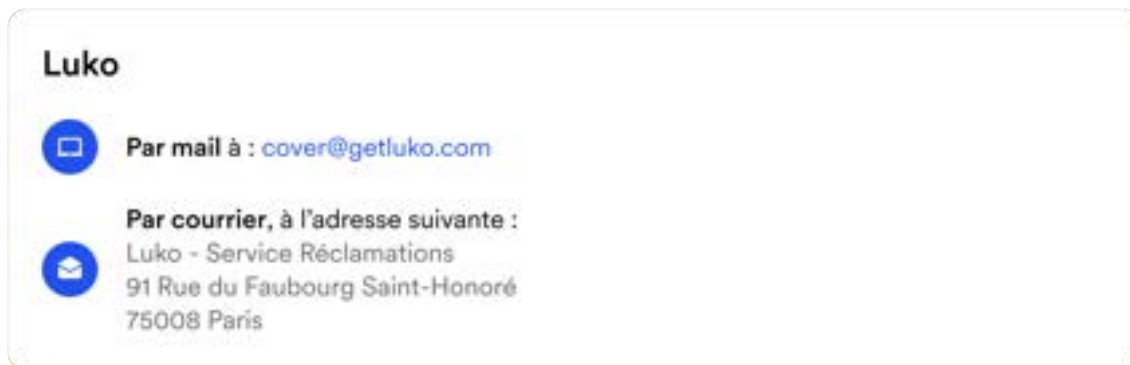 Luko
Par mail à : cover@getluko.com
Par courrier, à l’adresse suivante :
Luko - Service Réclamations
91 Rue du Faubourg Saint-Honoré
75008 Paris